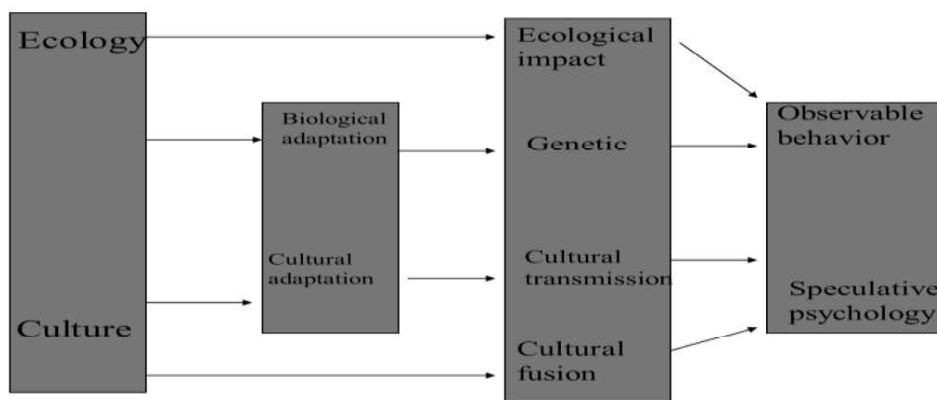 Ecology
Culture
Biological
adaptation
Cultural
adaptation
Ecological
impact
Genetic
Cultural
transmission
Cultural
fusion
Observable
behavior
Speculative
psychology